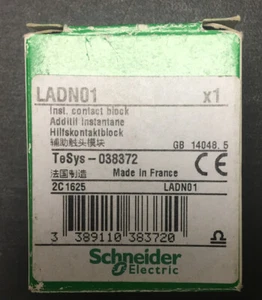 LADN01 x1
Inst. contact block
Additif Instantane
Hilfskontaktblock
辅助触头模块 GB 14048.5
TeSys-038372 CE
法国制造 Made in France
2C1625 LADN01
3 389110 383720
Schneider
Electric